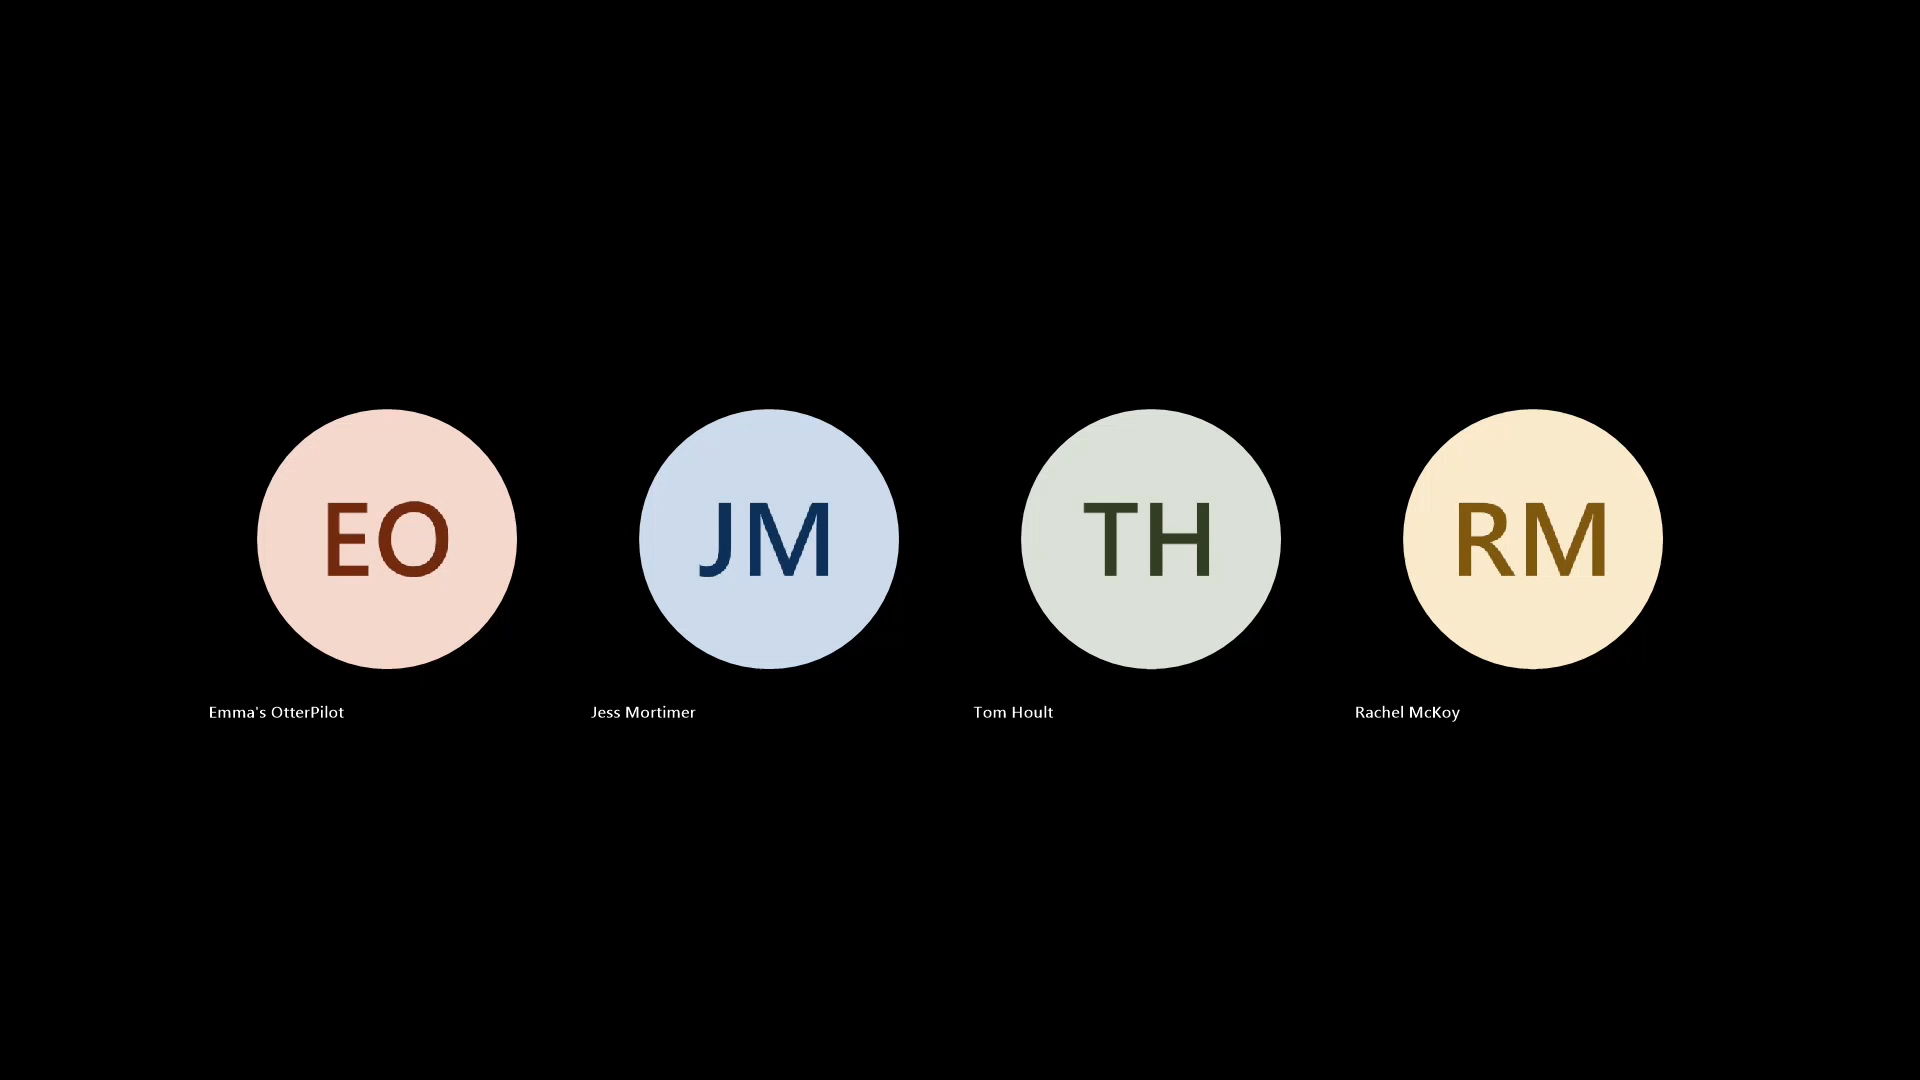 EO
JM
TH
RM
Emma's OtterPilot
Jess Mortimer
Tom Hoult
Rachel McKoy